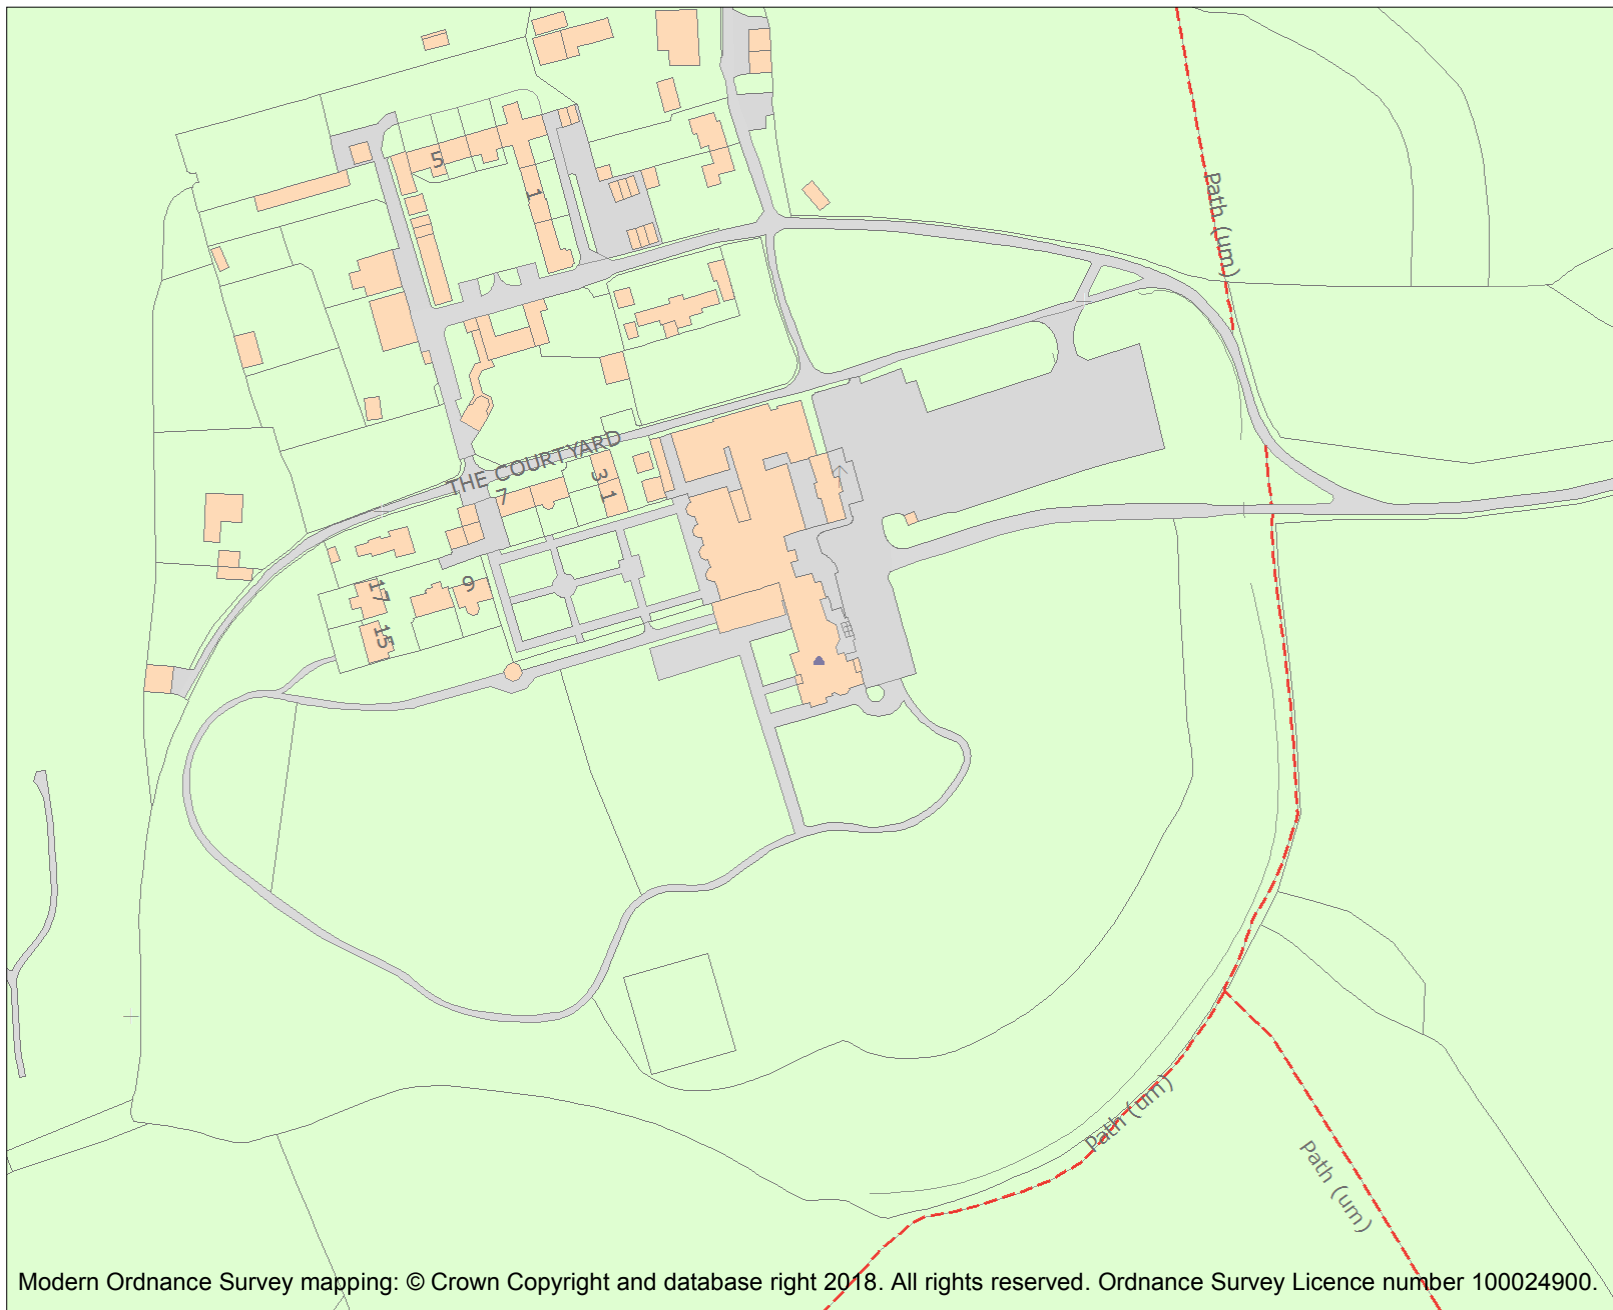 5
1
Path (um)
THE COURTYARD
7
3
1
9
17
15
Path (um)
Path (um)
Modern Ordnance Survey mapping: © Crown Copyright and database right 2018. All rights reserved. Ordnance Survey Licence number 100024900.